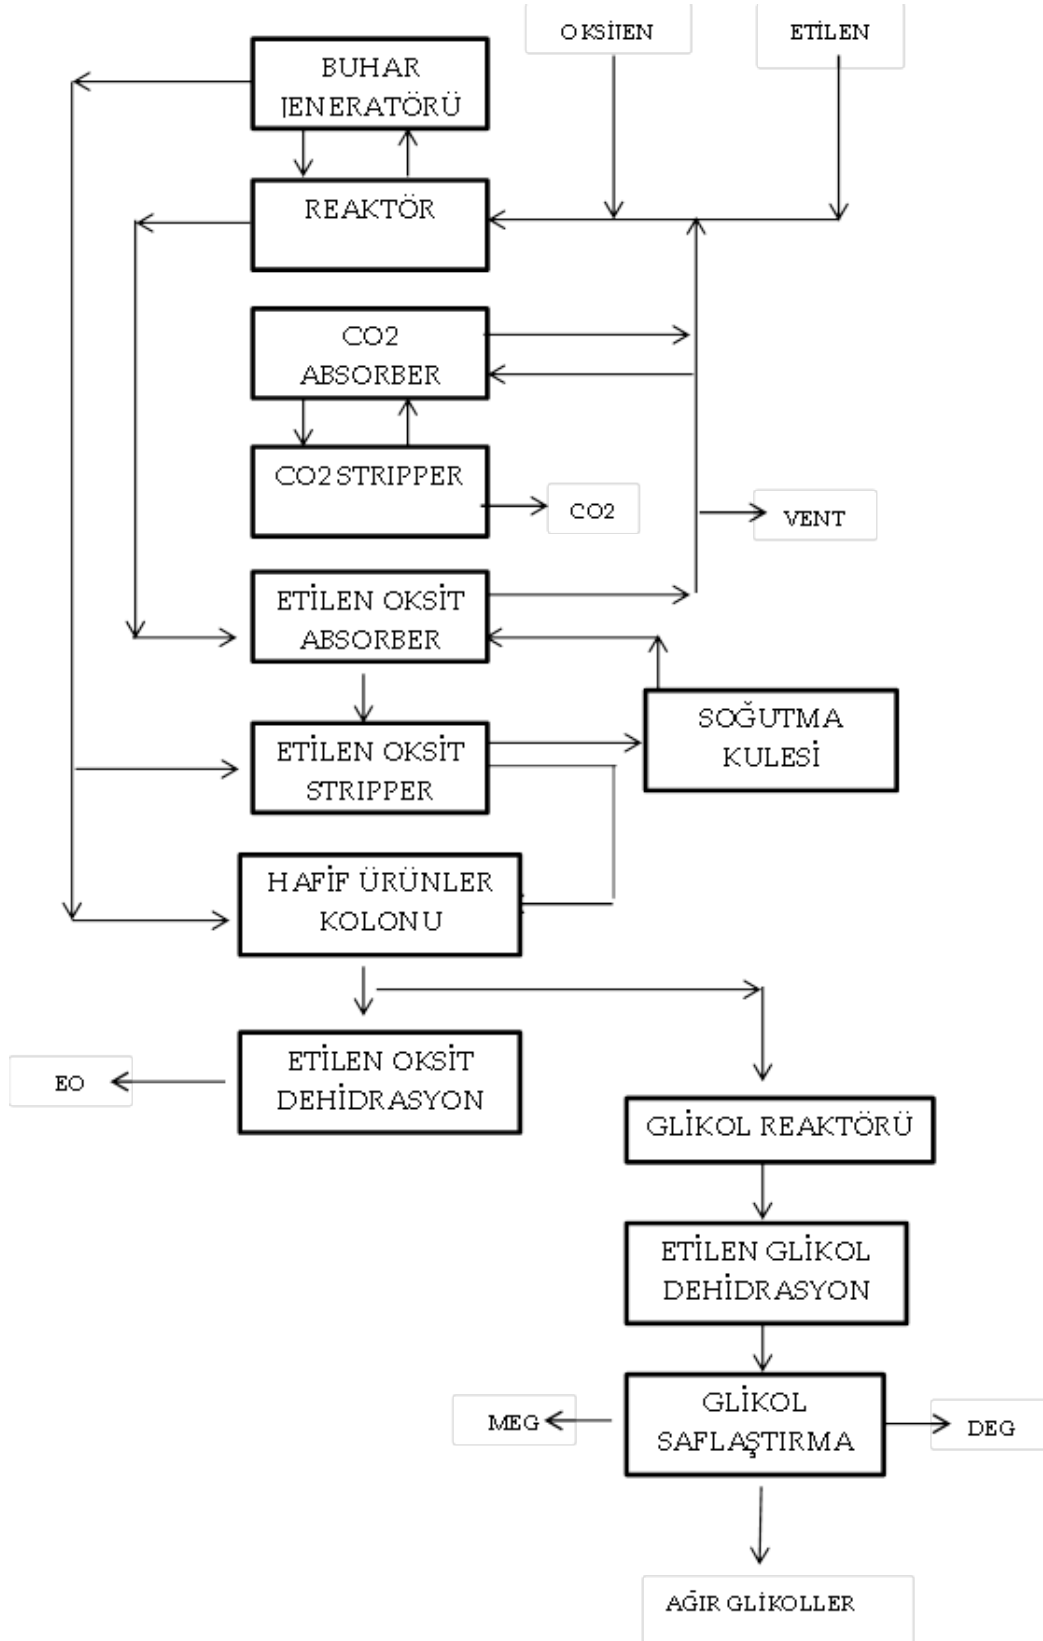 OKSİJEN
ETİLEN
BUHAR
JENERATÖRÜ
REAKTÖR
CO2
ABSORBER
CO2 STRIPPER
CO2
VENT
ETİLEN OKSİT
ABSORBER
SOĞUTMA
KULESİ
ETİLEN OKSİT
STRIPPER
HAFİF ÜRÜNLER
KOLONU
ETİLEN OKSİT
DEHİDRASYON
EO
GLİKOL REAKTÖRÜ
ETİLEN GLİKOL
DEHİDRASYON
GLİKOL
SAFLAŞTIRMA
MEG
DEG
AĞIR GLİKOLLER